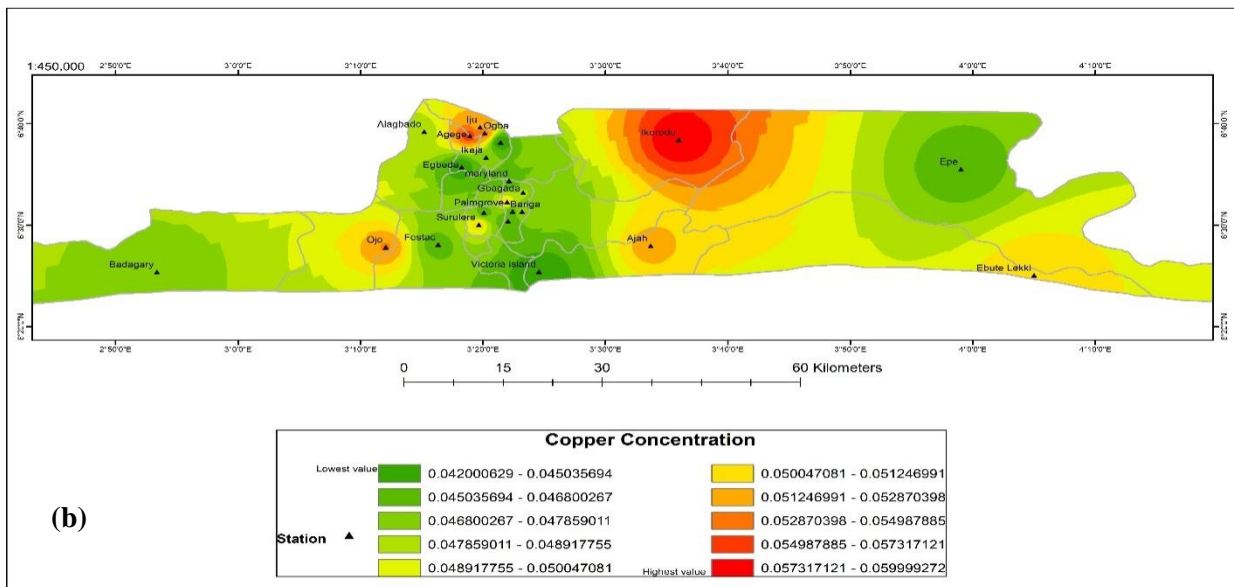 1:450,000
2°50'0"E 3°0'0"E 3°10'0"E 3°20'0"E 3°30'0"E 3°40'0"E 3°50'0"E 4°0'0"E 4°10'0"E
Iju
Alagbado
Ogba
Agege
Ikorodu
Ikeja
Egbeda
Epe
maryland
Gbagada
Palmgrove
Bariga
Surulere
Ojo
Festac
Ajah
Badagary
Victoria Island
Ebute Lekki
2°50'0"E 3°0'0"E 3°10'0"E 3°20'0"E 3°30'0"E 3°40'0"E 3°50'0"E 4°0'0"E 4°10'0"E
0 15 30 60 Kilometers
Copper Concentration
Lowest value 0.042000629 - 0.045035694 0.050047081 - 0.051246991
0.045035694 - 0.046800267 0.051246991 - 0.052870398
0.046800267 - 0.047859011 0.052870398 - 0.054987885
Station 0.047859011 - 0.048917755 0.054987885 - 0.057317121
0.048917755 - 0.050047081 Highest value 0.057317121 - 0.059999272
(b)